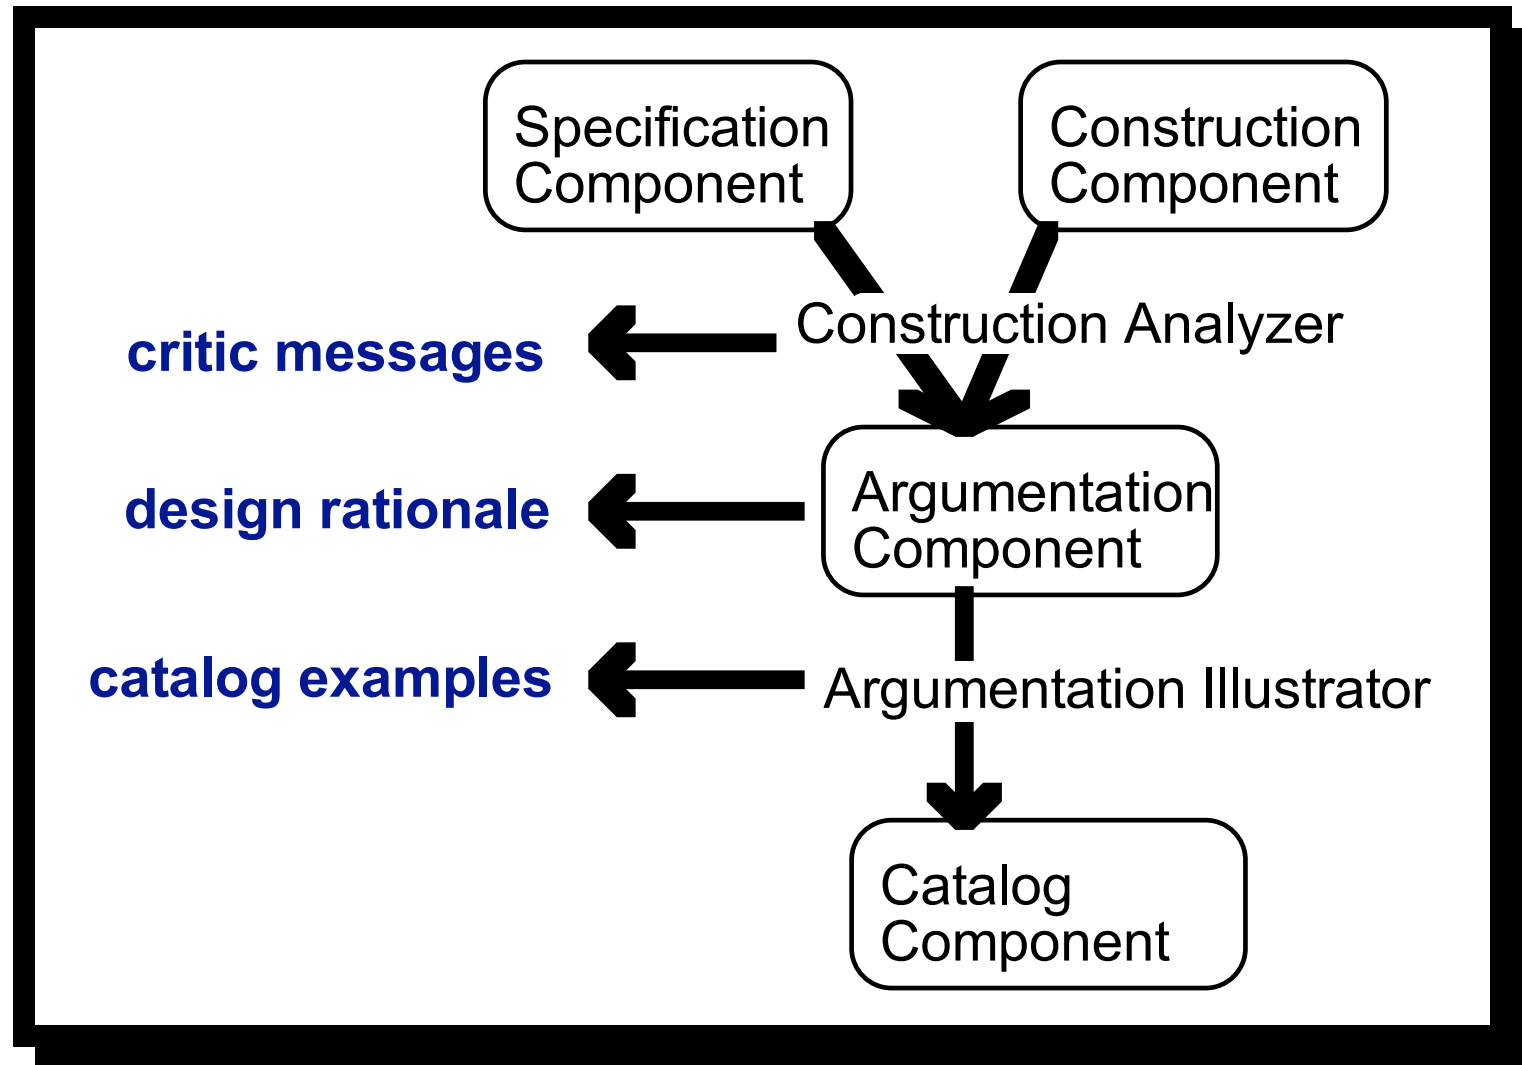 Specification
Component
Construction
Component
Construction Analyzer
critic messages
Argumentation
Component
design rationale
catalog examples
Argumentation Illustrator
Catalog
Component